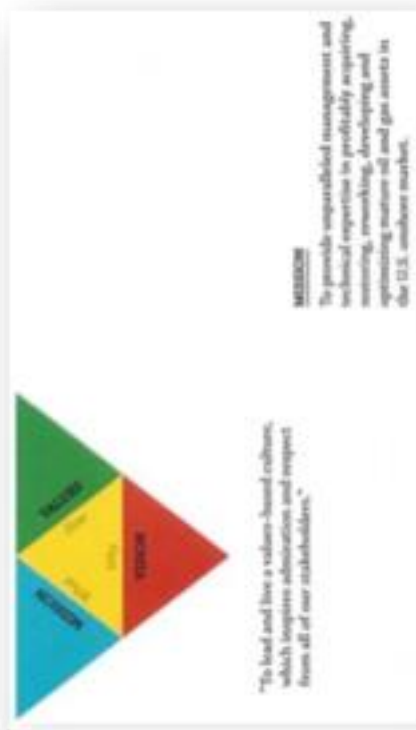 MISSION
"To lead and live a values-based culture,
which inspires admiration and respect
from all of our stakeholders."
MISSION
To provide unparalleled management and
technical expertise in profitably acquiring,
restoring, reworking, developing and
optimizing mature oil and gas assets in
the U.S. onshore market.